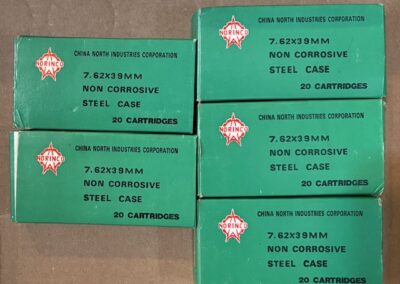 NORINCO
CHINA NORTH INDUSTRIES CORPORATION
7.62X39MM
NON CORROSIVE
STEEL CASE
20 CARTRIDGES
NORINCO
CHINA NORTH INDUSTRIES CORPORATION
7.62X39MM
NON CORROSIVE
STEEL CASE
20 CARTRIDGES
NORINCO
CHINA NORTH INDUSTRIES CORPORATION
7.62X39MM
NON CORROSIVE
STEEL CASE
20 CARTRIDGES
NORINCO
CHINA NORTH INDUSTRIES CORPORATION
7.62X39MM
NON CORROSIVE
STEEL CASE
20 CARTRIDGES
NORINCO
CHINA NORTH INDUSTRIES CORPORATION
7.62X39MM
NON CORROSIVE
STEEL CASE
20 CARTRIDGES